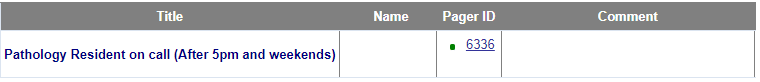 Title Name Pager ID Comment
Pathology Resident on call (After 5pm and weekends) 6336